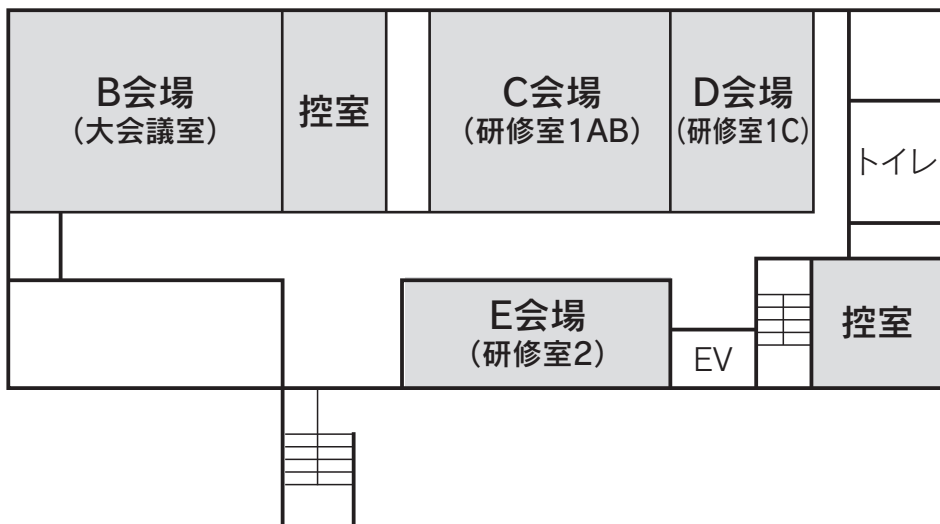 B会場
（大会議室）
控室
C会場
（研修室1AB）
D会場
（研修室1C）
トイレ
E会場
（研修室2）
EV
控室